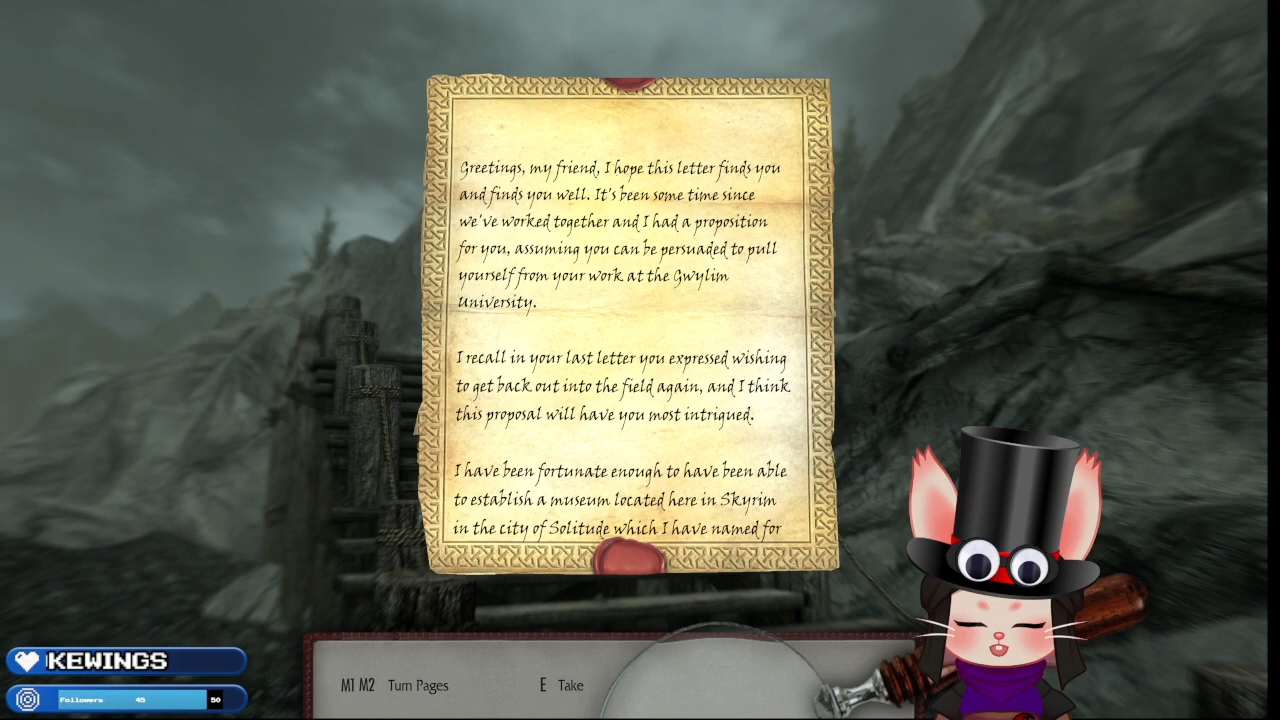 Greetings, my friend, I hope this letter finds you
and finds you well. It's been some time since
we've worked together and I had a proposition
for you, assuming you can be persuaded to pull
yourself from your work at the Gwylim
University.
I recall in your last letter you expressed wishing
to get back out into the field again, and I think
this proposal will have you most intrigued.
I have been fortunate enough to have been able
to establish a museum located here in Skyrim
in the city of Solitude which I have named for
KEWINGS
Followers 45 50
M1 M2 Turn Pages E Take